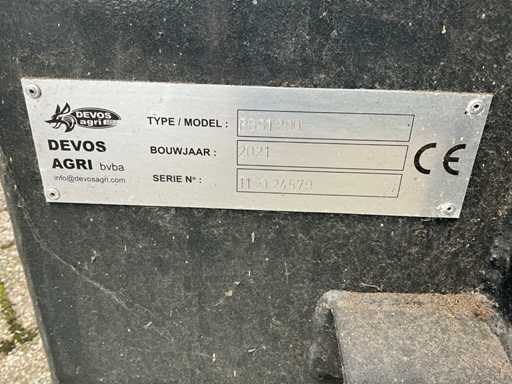 DEVOS
agri
DEVOS
AGRI bvba
info@devosagri.com
TYPE / MODEL :
BOUWJAAR : 2021
SERIE N° :
CE